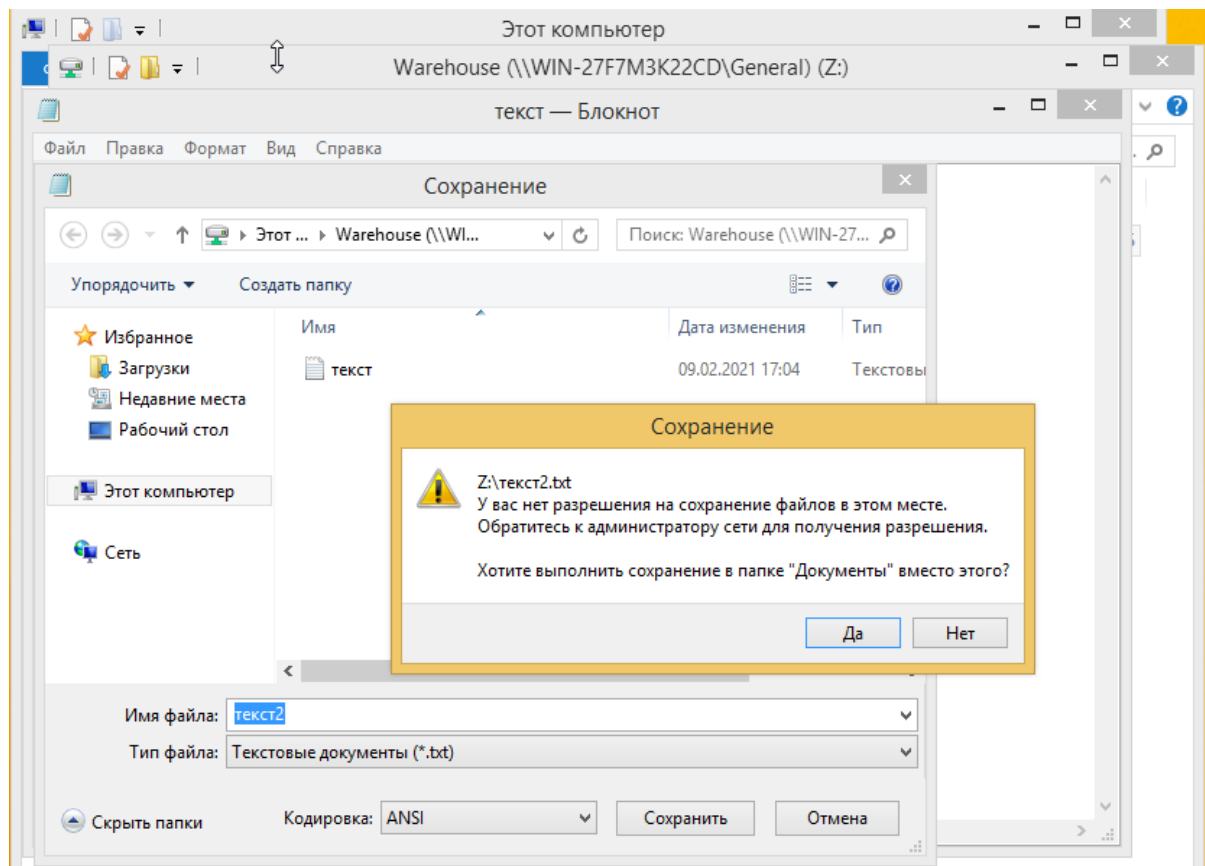 Этот компьютер
Warehouse (\\WIN-27F7M3K22CD\General) (Z:)
текст — Блокнот
Файл Правка Формат Вид Справка
Сохранение
Этот ... Warehouse (\\WI...
Поиск: Warehouse (\\WIN-27...
Упорядочить
Создать папку
Имя
Дата изменения
Тип
Избранное
Загрузки
Недавние места
Рабочий стол
Этот компьютер
Сеть
текст
09.02.2021 17:04
Текстовы
Сохранение
Z:\текст2.txt
У вас нет разрешения на сохранение файлов в этом месте.
Обратитесь к администратору сети для получения разрешения.
Хотите выполнить сохранение в папке "Документы" вместо этого?
Да
Нет
Имя файла: текст2
Тип файла: Текстовые документы (*.txt)
Скрыть папки
Кодировка: ANSI
Сохранить
Отмена